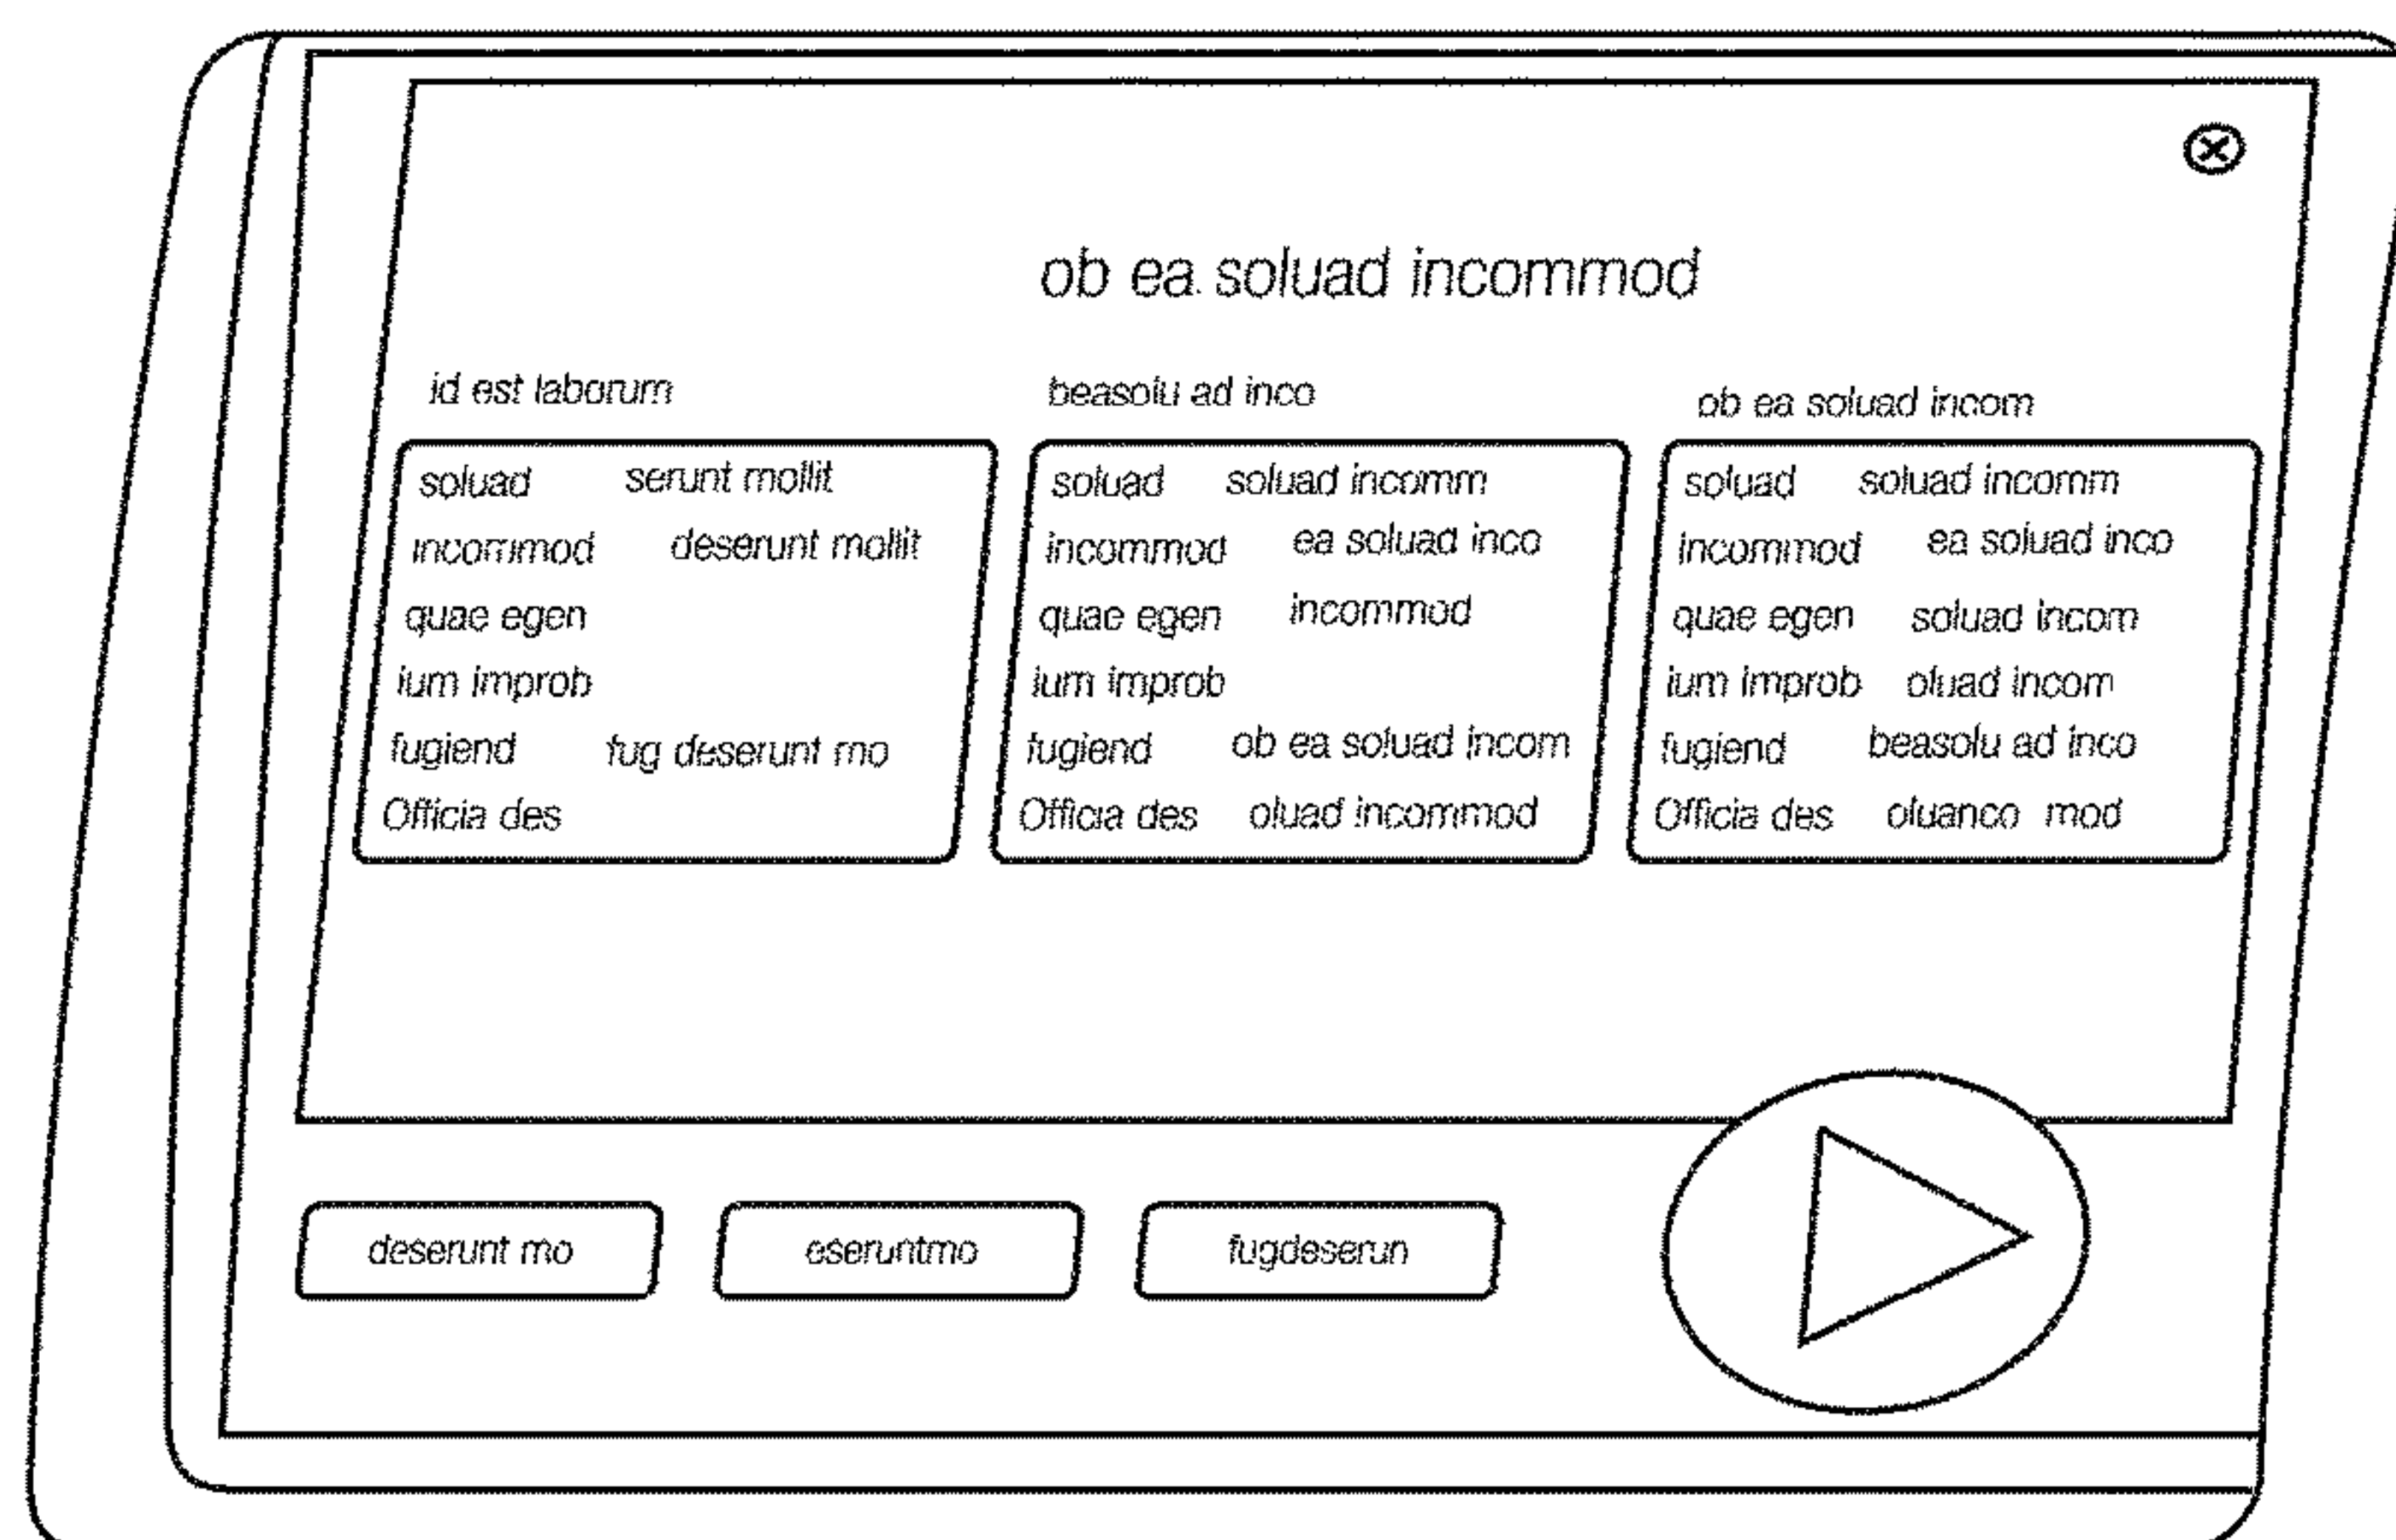 ob ea soluad incommod
id est laborum
soluad serunt mollit
incommod deserunt mollit
quae egen
ium improb
fugiend fug deserunt mo
Officia des
beasolu ad inco
soluad soluad incomm
incommod ea soluad inco
quae egen incommod
ium improb
fugiend ob ea soluad incom
Officia des oluad incommod
ob ea soluad incom
soluad soluad incomm
incommod ea soluad inco
quae egen soluad incom
ium improb oluad incom
fugiend beasolu ad inco
Officia des oluanco mod
deserunt mo
eseruntmo
fugdeserun